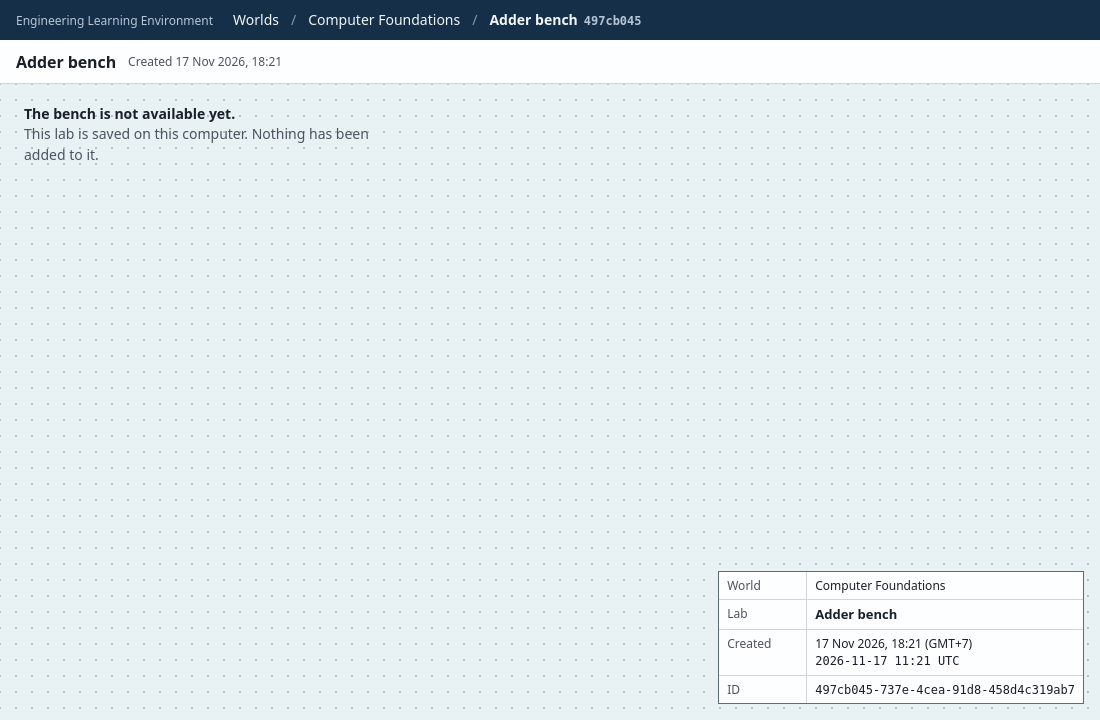 Engineering Learning Environment Worlds / Computer Foundations / Adder bench 497cb045
Adder bench Created 17 Nov 2026, 18:21
The bench is not available yet.
This lab is saved on this computer. Nothing has been
added to it.
World Computer Foundations
Lab Adder bench
Created 17 Nov 2026, 18:21 (GMT+7)
2026-11-17 11:21 UTC
ID 497cb045-737e-4cea-91d8-458d4c319ab7